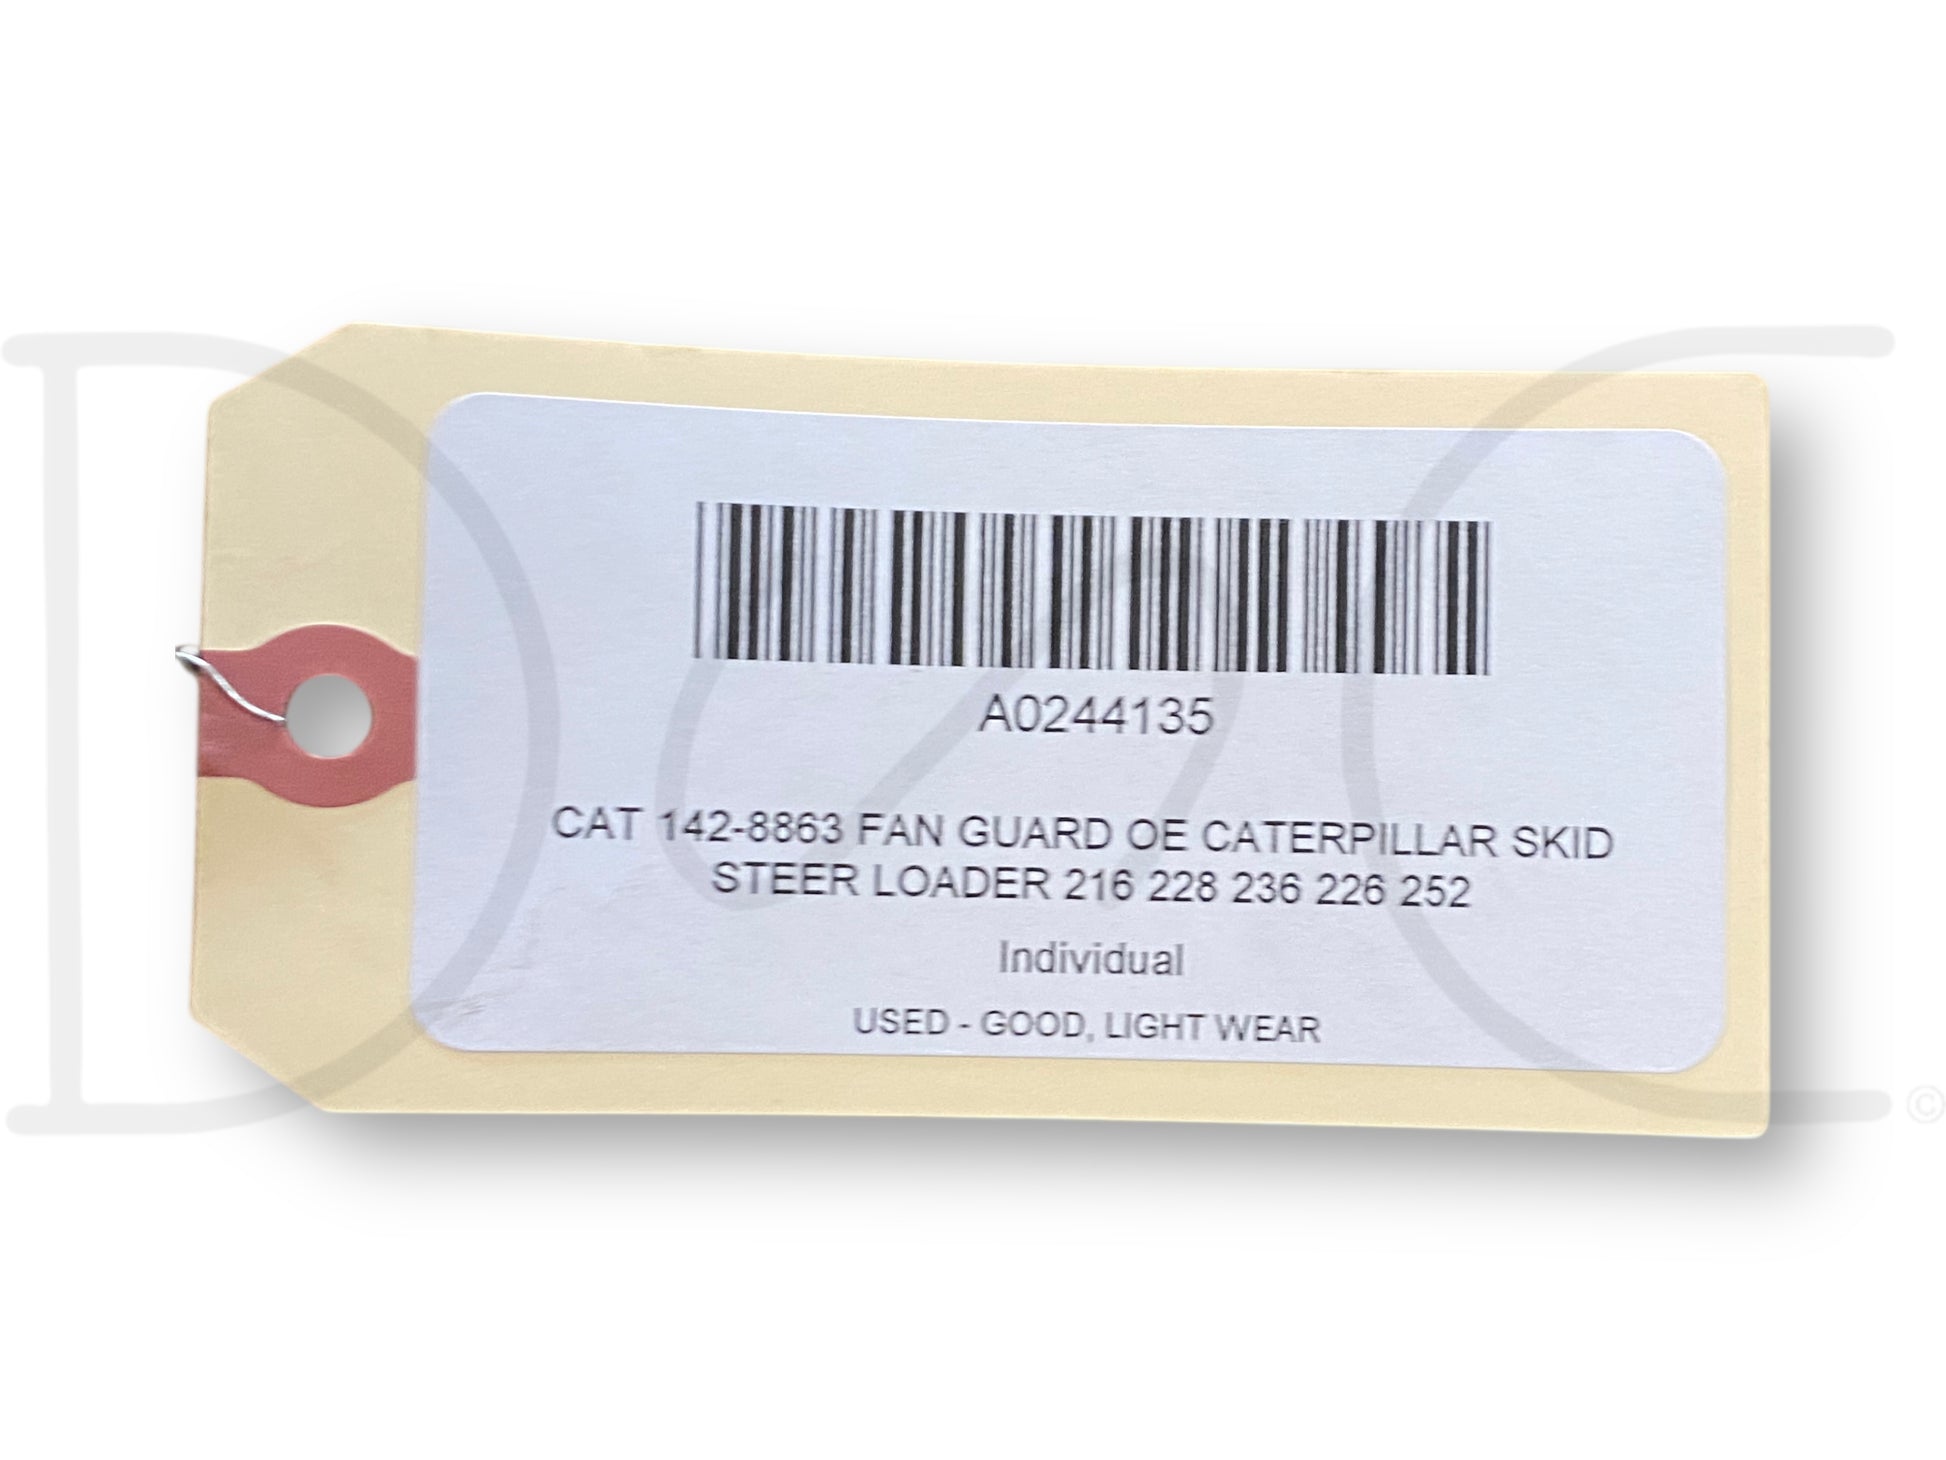 A0244135
CAT 142-8863 FAN GUARD OE CATERPILLAR SKID
STEER LOADER 216 228 236 226 252
Individual
USED - GOOD, LIGHT WEAR
D C
©